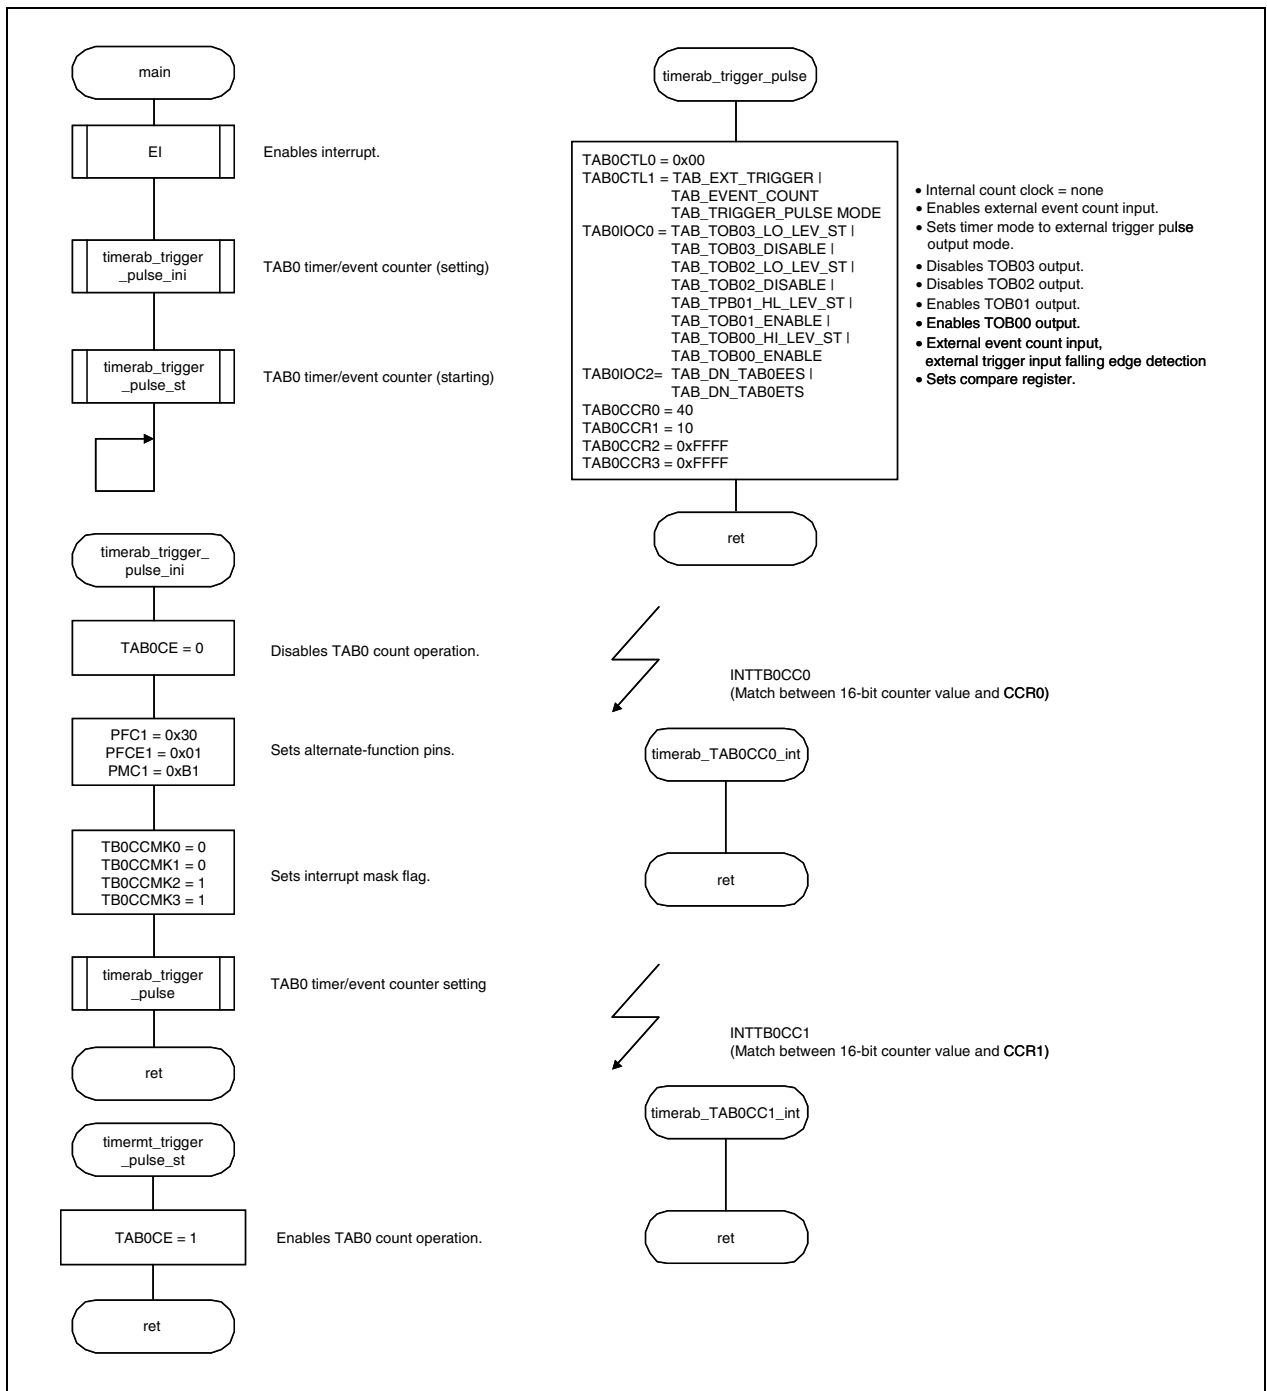 main
EI
Enables interrupt.
timerab_trigger
_pulse_ini
TAB0 timer/event counter (setting)
timerab_trigger
_pulse_st
TAB0 timer/event counter (starting)
timerab_trigger_
pulse_ini
TAB0CE = 0
Disables TAB0 count operation.
PFC1 = 0x30
PFCE1 = 0x01
PMC1 = 0xB1
Sets alternate-function pins.
TB0CCMK0 = 0
TB0CCMK1 = 0
TB0CCMK2 = 1
TB0CCMK3 = 1
Sets interrupt mask flag.
timerab_trigger
_pulse
TAB0 timer/event counter setting
ret
timermt_trigger
_pulse_st
TAB0CE = 1
Enables TAB0 count operation.
ret
timerab_trigger_pulse
TAB0CTL0 = 0x00
TAB0CTL1 = TAB_EXT_TRIGGER |
TAB_EVENT_COUNT
TAB_TRIGGER_PULSE MODE
TAB0IOC0 = TAB_TOB03_LO_LEV_ST |
TAB_TOB03_DISABLE |
TAB_TOB02_LO_LEV_ST |
TAB_TOB02_DISABLE |
TAB_TPB01_HL_LEV_ST |
TAB_TOB01_ENABLE |
TAB_TOB00_HI_LEV_ST |
TAB_TOB00_ENABLE
TAB0IOC2= TAB_DN_TAB0EES |
TAB_DN_TAB0ETS
TAB0CCR0 = 40
TAB0CCR1 = 10
TAB0CCR2 = 0xFFFF
TAB0CCR3 = 0xFFFF
• Internal count clock = none
• Enables external event count input.
• Sets timer mode to external trigger pulse
output mode.
• Disables TOB03 output.
• Disables TOB02 output.
• Enables TOB01 output.
• Enables TOB00 output.
• External event count input,
external trigger input falling edge detection
• Sets compare register.
ret
INTTB0CC0
(Match between 16-bit counter value and CCR0)
timerab_TAB0CC0_int
ret
INTTB0CC1
(Match between 16-bit counter value and CCR1)
timerab_TAB0CC1_int
ret